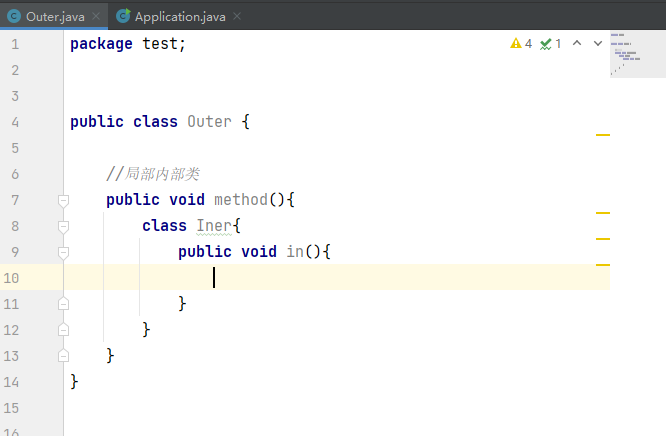 Outer.java Application.java
1 package test; 4 1
2
3
4 public class Outer {
5
6 //局部内部类
7 public void method(){
8 class Iner{
9 public void in(){
10
11 }
12 }
13 }
14 }
15
16